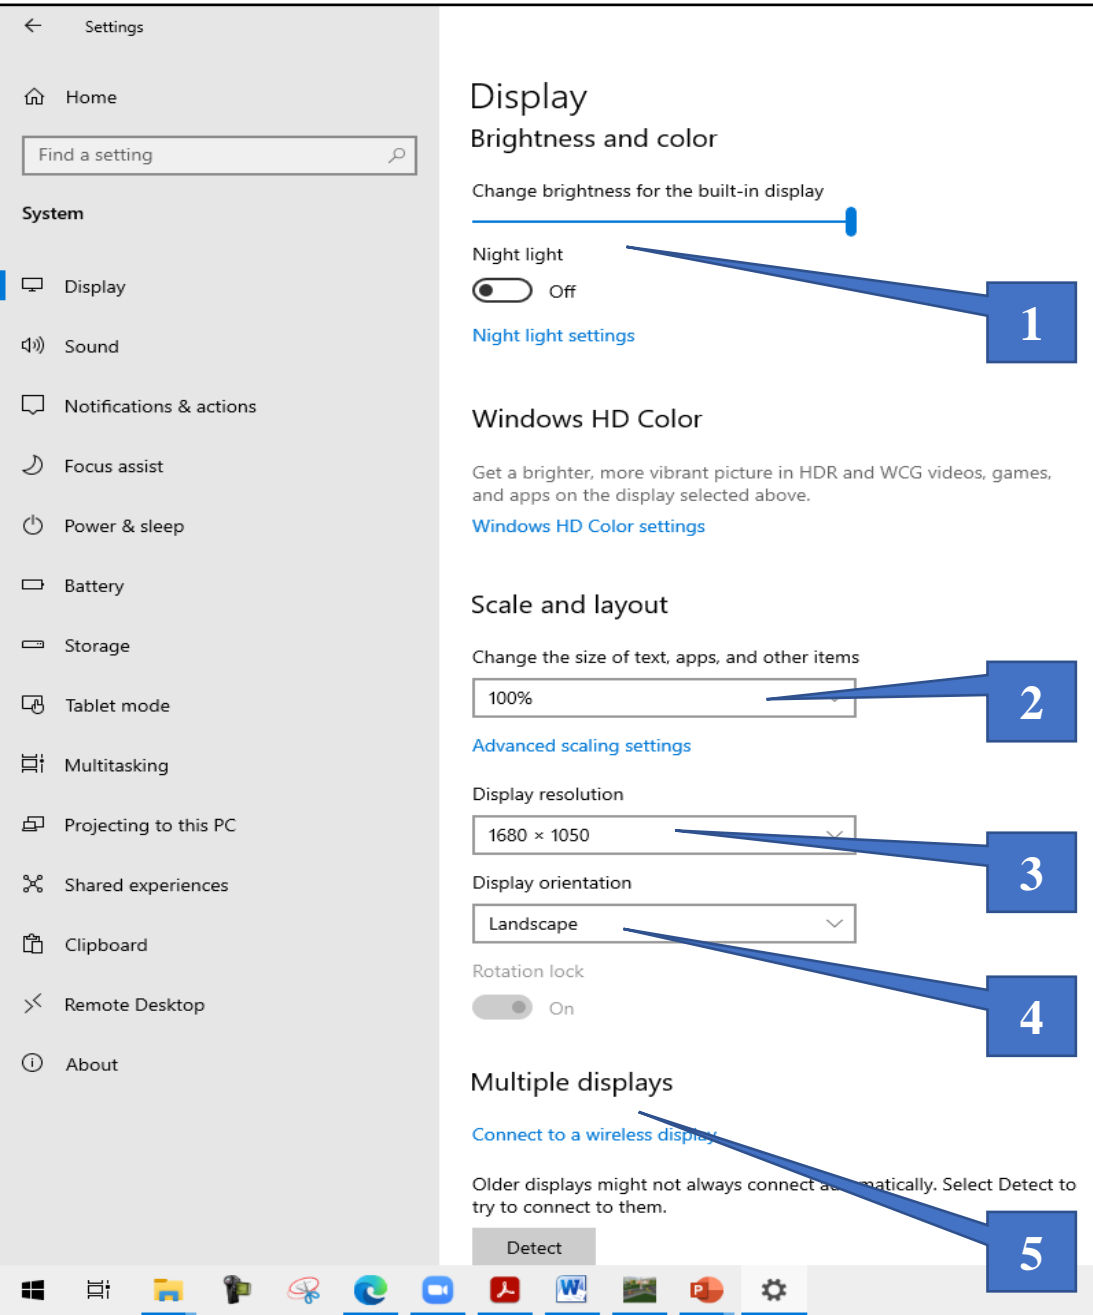 Settings
Home
Find a setting
System
Display
Sound
Notifications & actions
Focus assist
Power & sleep
Battery
Storage
Tablet mode
Multitasking
Projecting to this PC
Shared experiences
Clipboard
Remote Desktop
About
Display
Brightness and color
Change brightness for the built-in display
Night light
Off
1
Night light settings
Windows HD Color
Get a brighter, more vibrant picture in HDR and WCG videos, games,
and apps on the display selected above.
Windows HD Color settings
Scale and layout
Change the size of text, apps, and other items
100%
2
Advanced scaling settings
Display resolution
1680 × 1050
3
Display orientation
Landscape
Rotation lock
On
4
Multiple displays
Connect to a wireless display
Older displays might not always connect automatically. Select Detect to
try to connect to them.
Detect
5